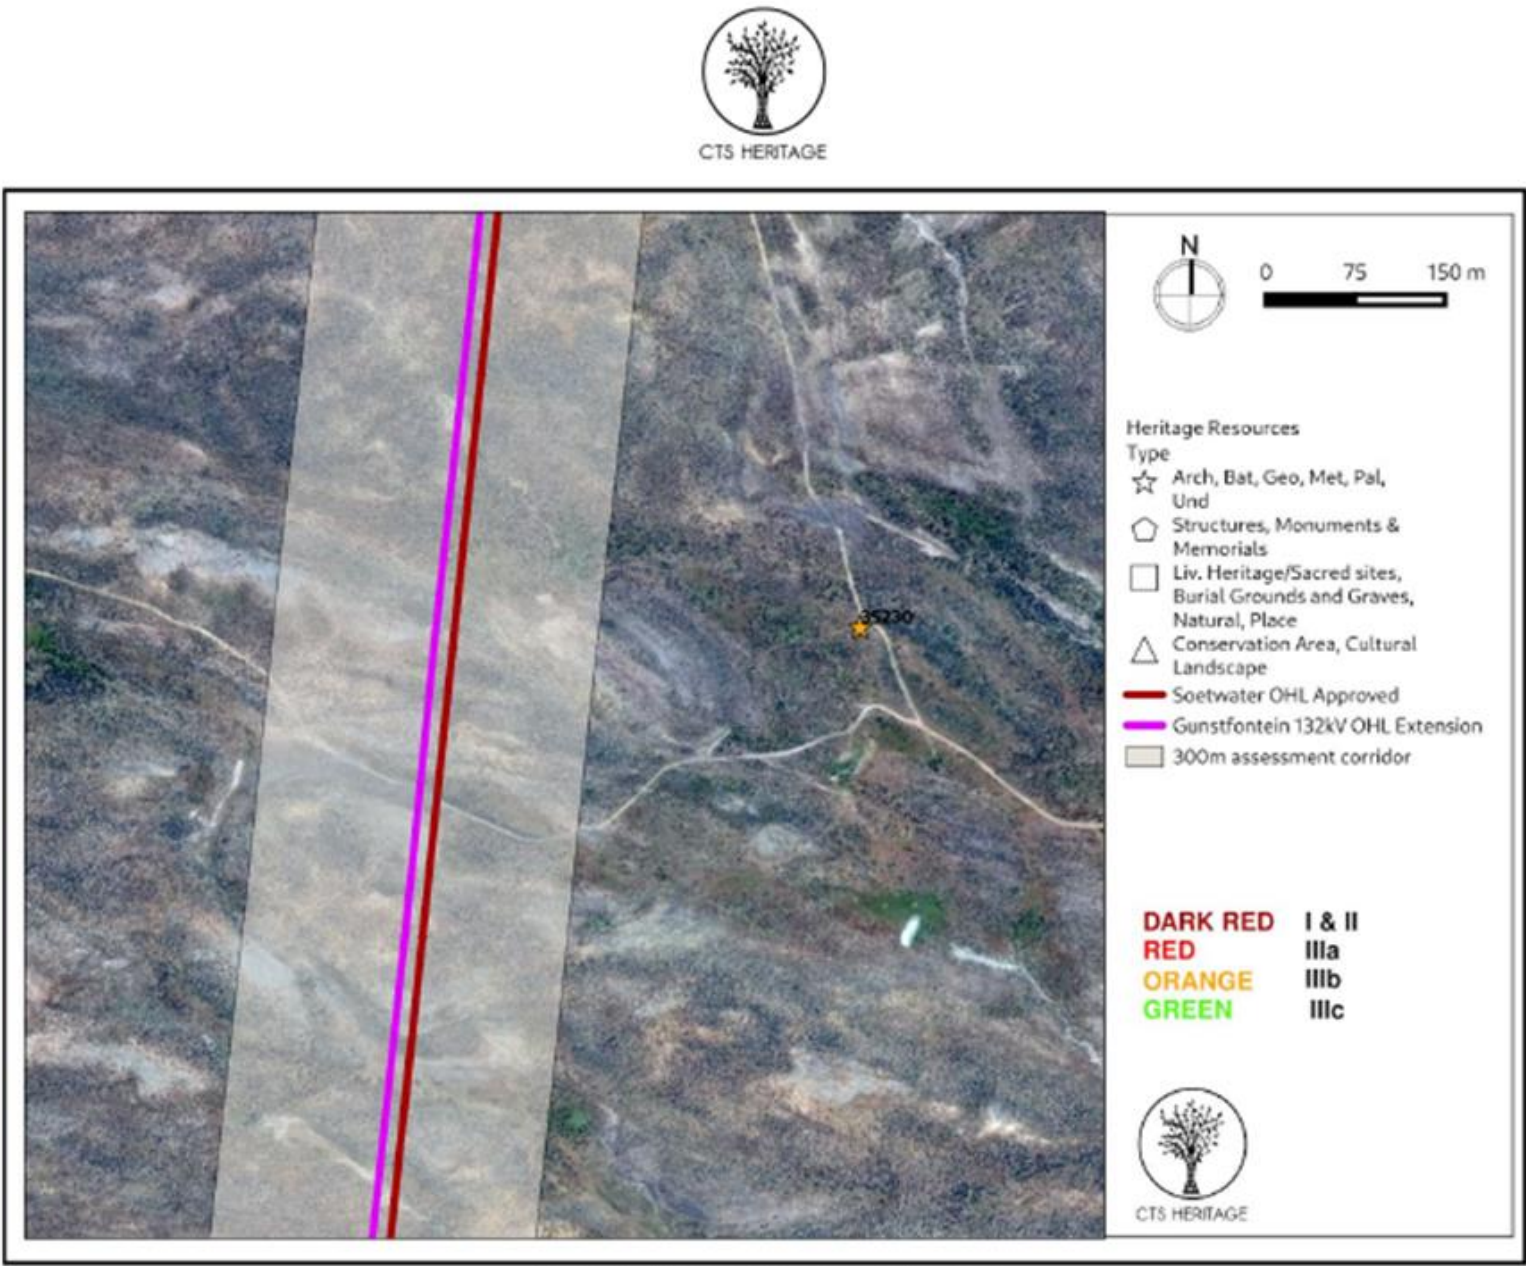 CTS HERITAGE
N
0 75 150 m
Heritage Resources
Type
Arch, Bat, Geo, Met, Pal,
Und
Structures, Monuments &
Memorials
Liv. Heritage/Sacred sites,
Burial Grounds and Graves,
Natural, Place
Conservation Area, Cultural
Landscape
Soetwater OHL Approved
Gunstfontein 132kV OHL Extension
300m assessment corridor
35230
DARK RED I & II
RED IIIa
ORANGE IIIb
GREEN IIIc
CTS HERITAGE